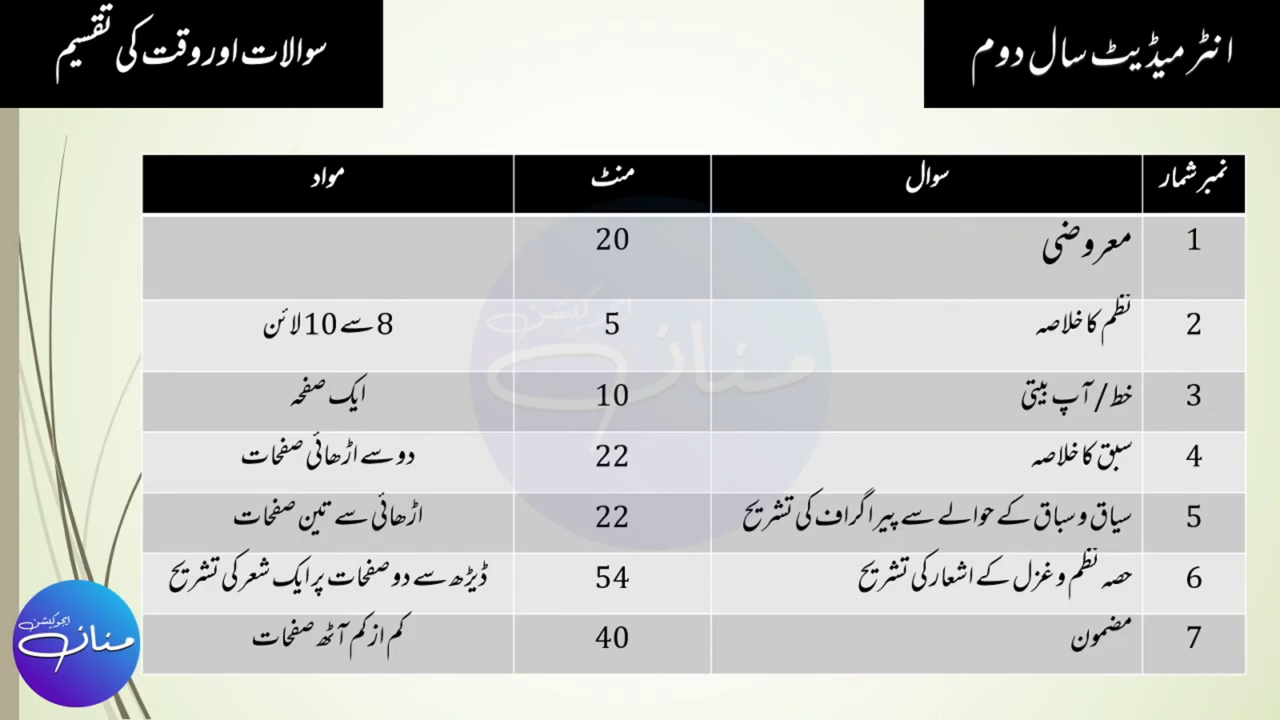 انٹرمیڈیٹ سال دوم
سوالات اور وقت کی تقسیم
نمبر شمار سوال منٹ مواد
1 معروضی 20
2 نظم کا خلاصہ 5 8 سے 10 لائن
3 خط / آپ بیتی 10 ایک صفحہ
4 سبق کا خلاصہ 22 دو سے اڑھائی صفحات
5 سیاق و سباق کے حوالے سے پیراگراف کی تشریح 22 اڑھائی سے تین صفحات
6 حصہ نظم و غزل کے اشعار کی تشریح 54 ڈیڑھ سے دو صفحات پر ایک شعر کی تشریح
7 مضمون 40 کم از کم آٹھ صفحات
ایجوکیشن
منان
ایجوکیشن
منان